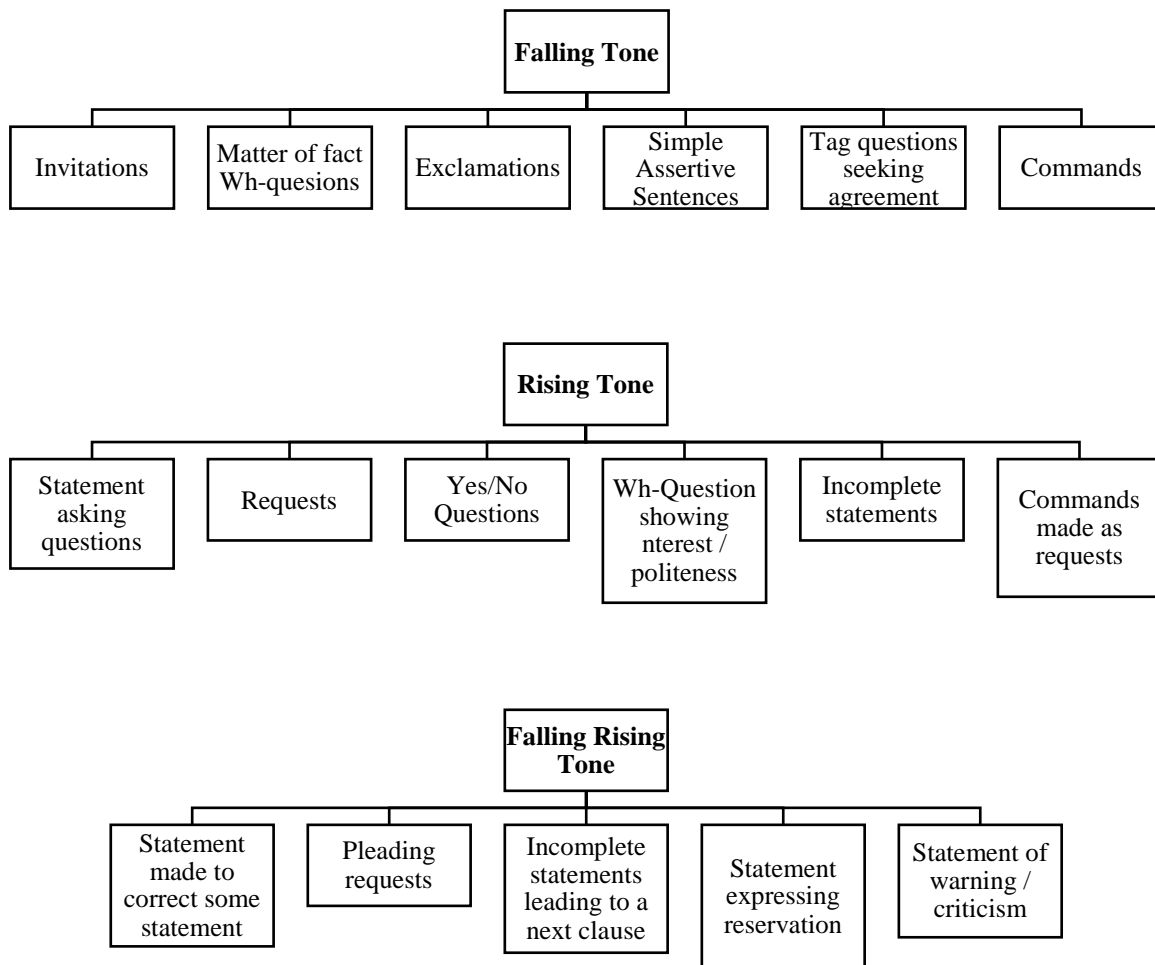 Falling Tone
Invitations
Matter of fact
Wh-quesions
Exclamations
Simple
Assertive
Sentences
Tag questions
seeking
agreement
Commands
Rising Tone
Statement
asking
questions
Requests
Yes/No
Questions
Wh-Question
showing
nterest /
politeness
Incomplete
statements
Commands
made as
requests
Falling Rising
Tone
Statement
made to
correct some
statement
Pleading
requests
Incomplete
statements
leading to a
next clause
Statement
expressing
reservation
Statement of
warning /
criticism